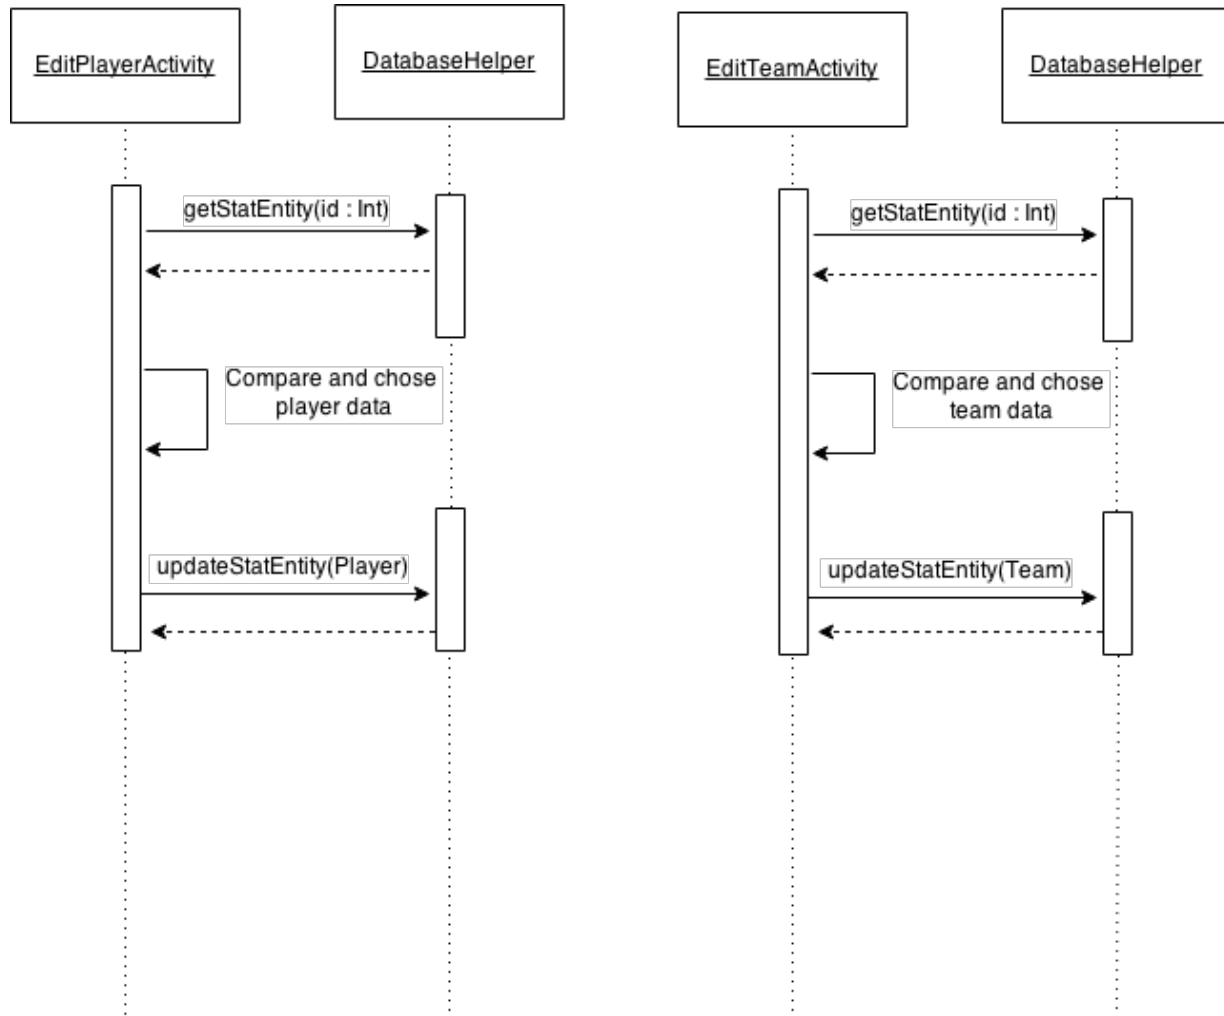 EditPlayerActivity
DatabaseHelper
getStatEntity(id : Int)
Compare and chose
player data
updateStatEntity(Player)
EditTeamActivity
DatabaseHelper
getStatEntity(id : Int)
Compare and chose
team data
updateStatEntity(Team)